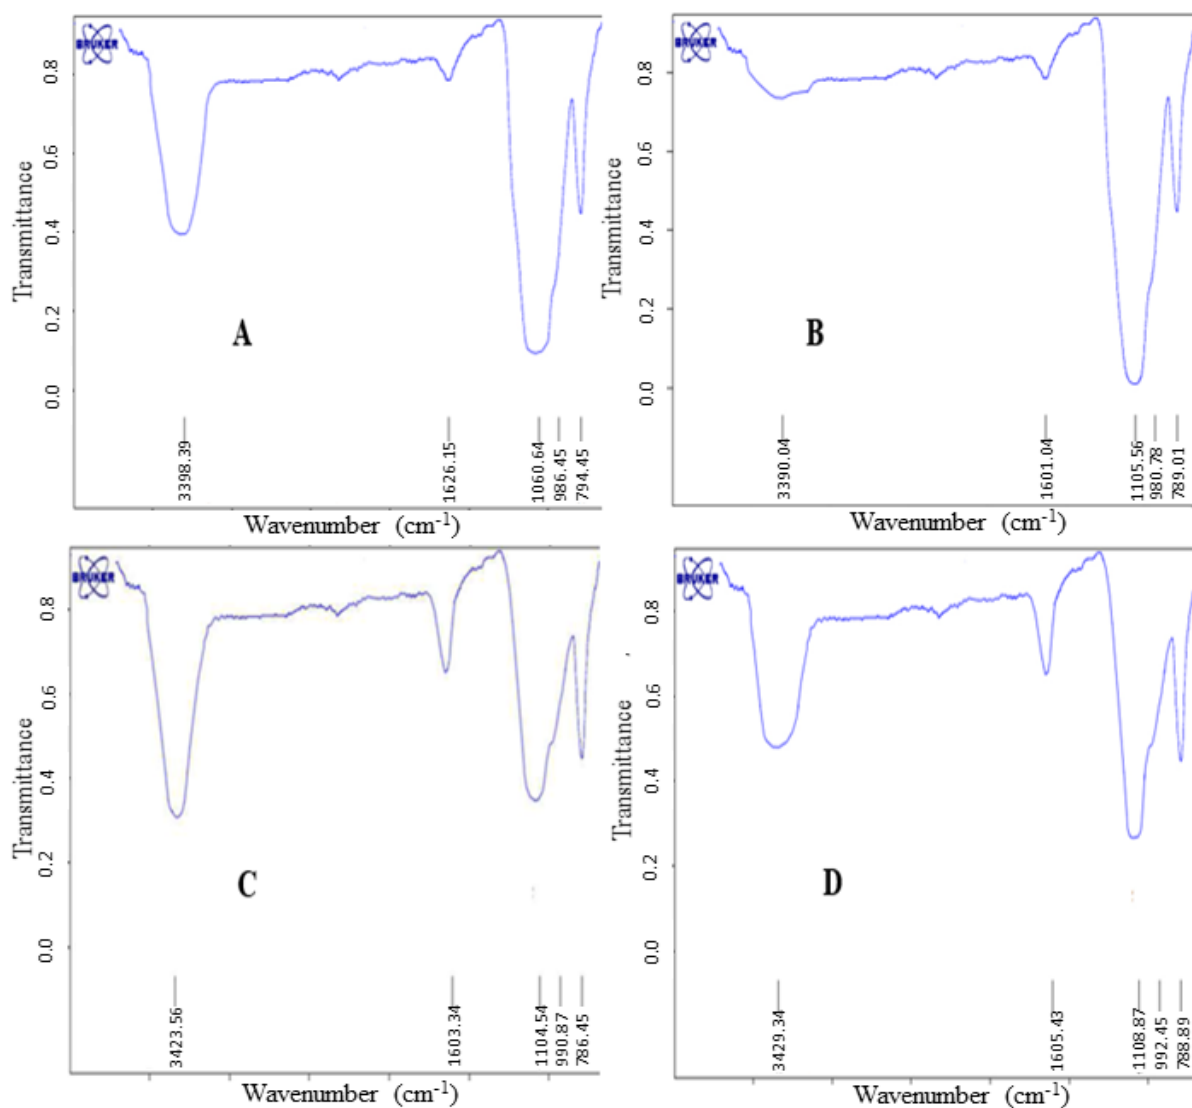 BRUKER
Transmittance
0.8
0.6
0.4
0.2
0.0
A
3398.39
1626.15
1060.64
986.45
794.45
Wavenumber (cm-1)
BRUKER
Transmittance
0.8
0.6
0.4
0.2
0.0
B
3390.04
1601.04
1105.56
980.78
789.01
Wavenumber (cm-1)
BRUKER
Transmittance
0.8
0.6
0.4
0.2
0.0
C
3423.56
1603.34
1104.54
990.87
786.45
Wavenumber (cm-1)
BRUKER
Transmittance
0.8
0.6
0.4
0.2
0.0
D
3429.34
1605.43
1108.87
992.45
788.89
Wavenumber (cm-1)